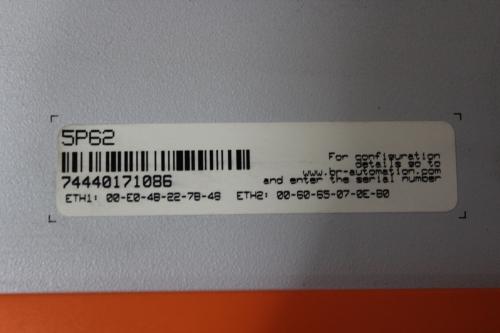 5P62
74440171086
For configuration
details go to
www.br-automation.com
and enter the serial number
ETH1: 00-E0-4B-22-7B-4B ETH2: 00-60-65-07-0E-B0